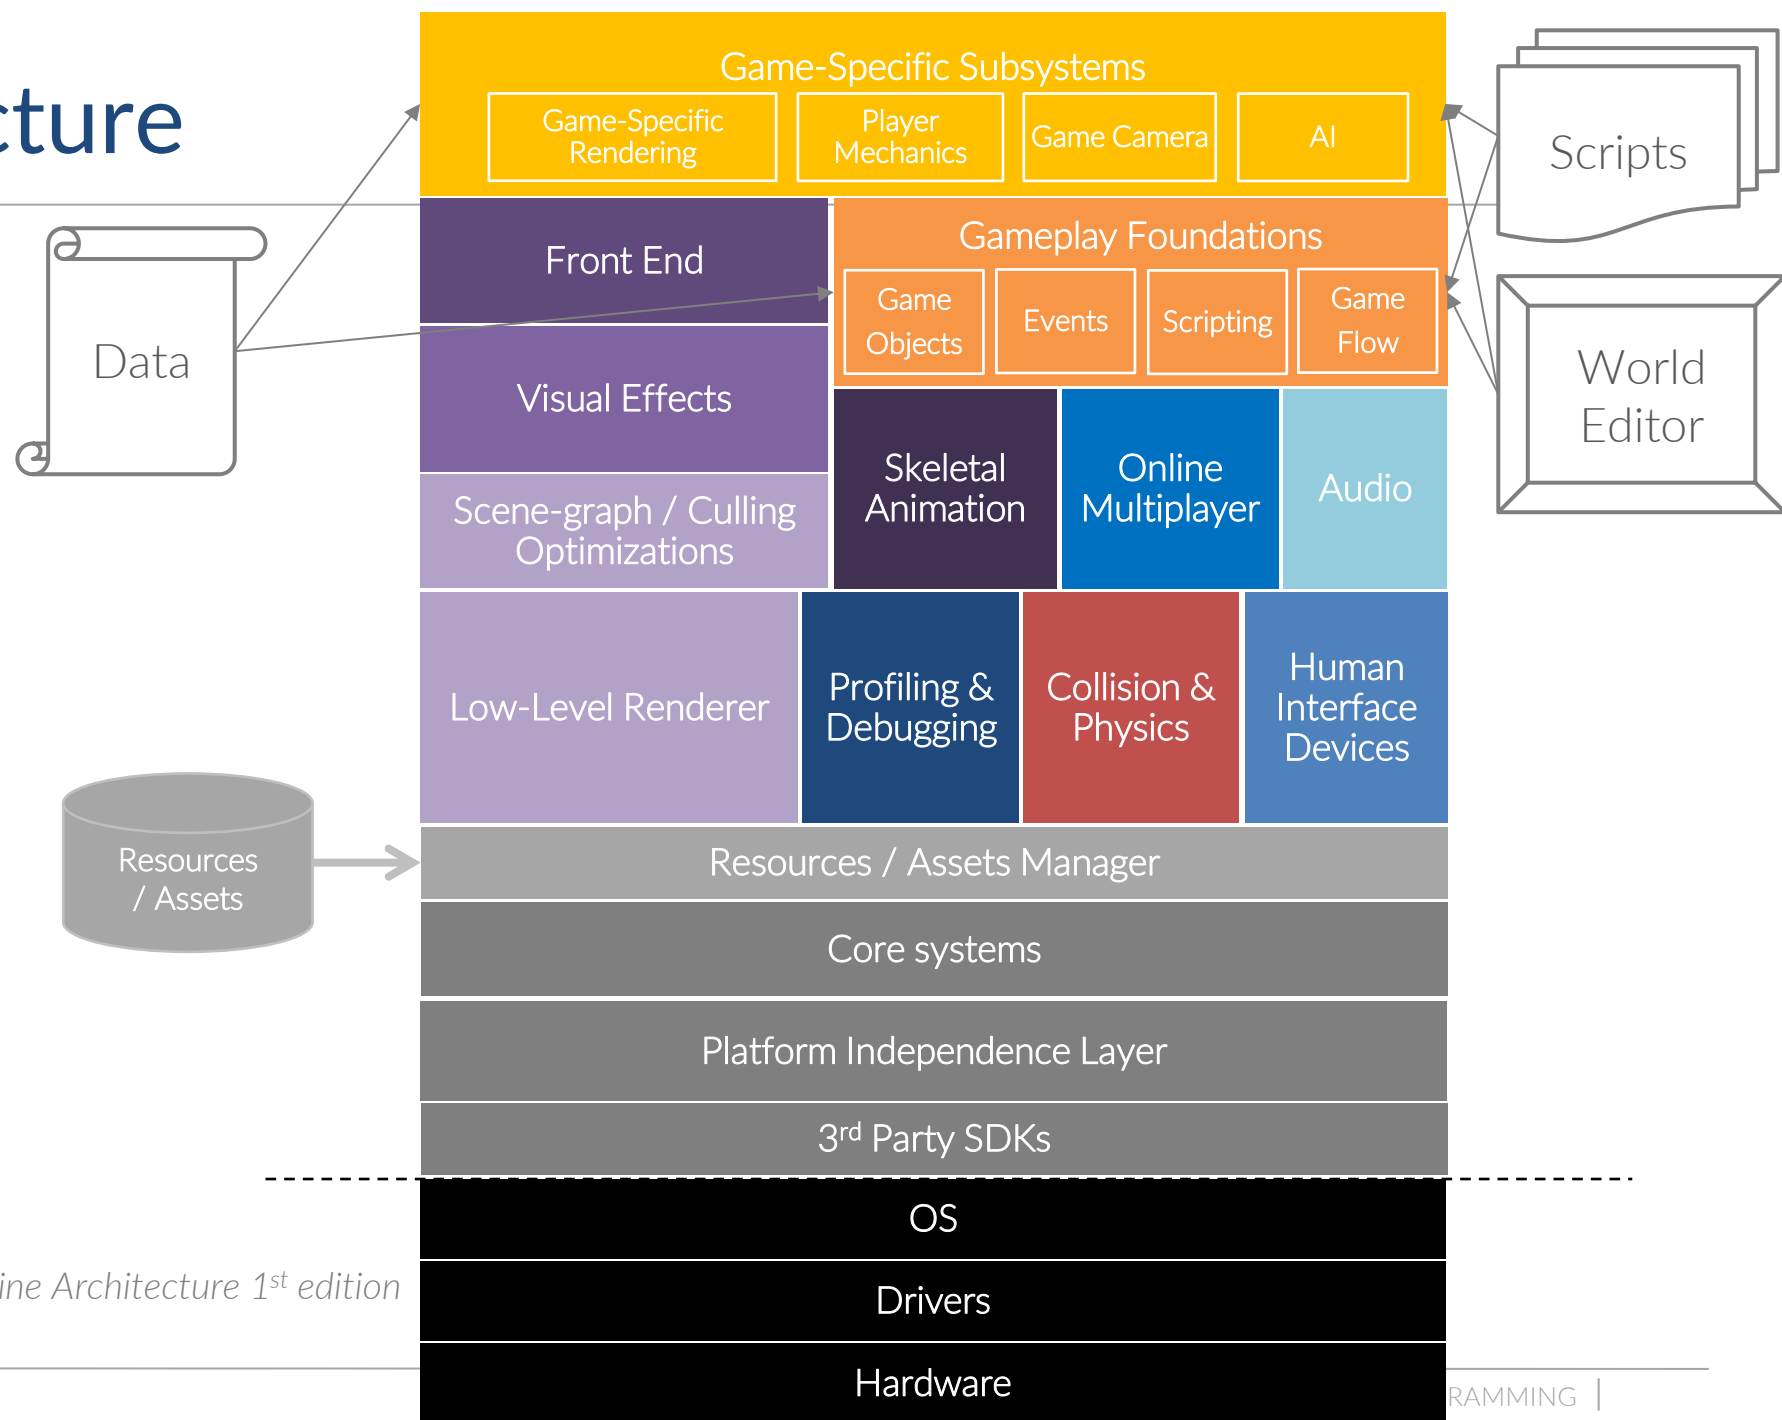 cture
Game-Specific Subsystems
Game-Specific
Rendering
Player
Mechanics
Game Camera
AI
Scripts
Front End
Gameplay Foundations
Game
Objects
Events
Scripting
Game
Flow
Data
Visual Effects
World
Editor
Scene-graph / Culling
Optimizations
Skeletal
Animation
Online
Multiplayer
Audio
Low-Level Renderer
Profiling &
Debugging
Collision &
Physics
Human
Interface
Devices
Resources
/ Assets
Resources / Assets Manager
Core systems
Platform Independence Layer
3rd Party SDKs
OS
ine Architecture 1st edition
Drivers
Hardware
RAMMING |